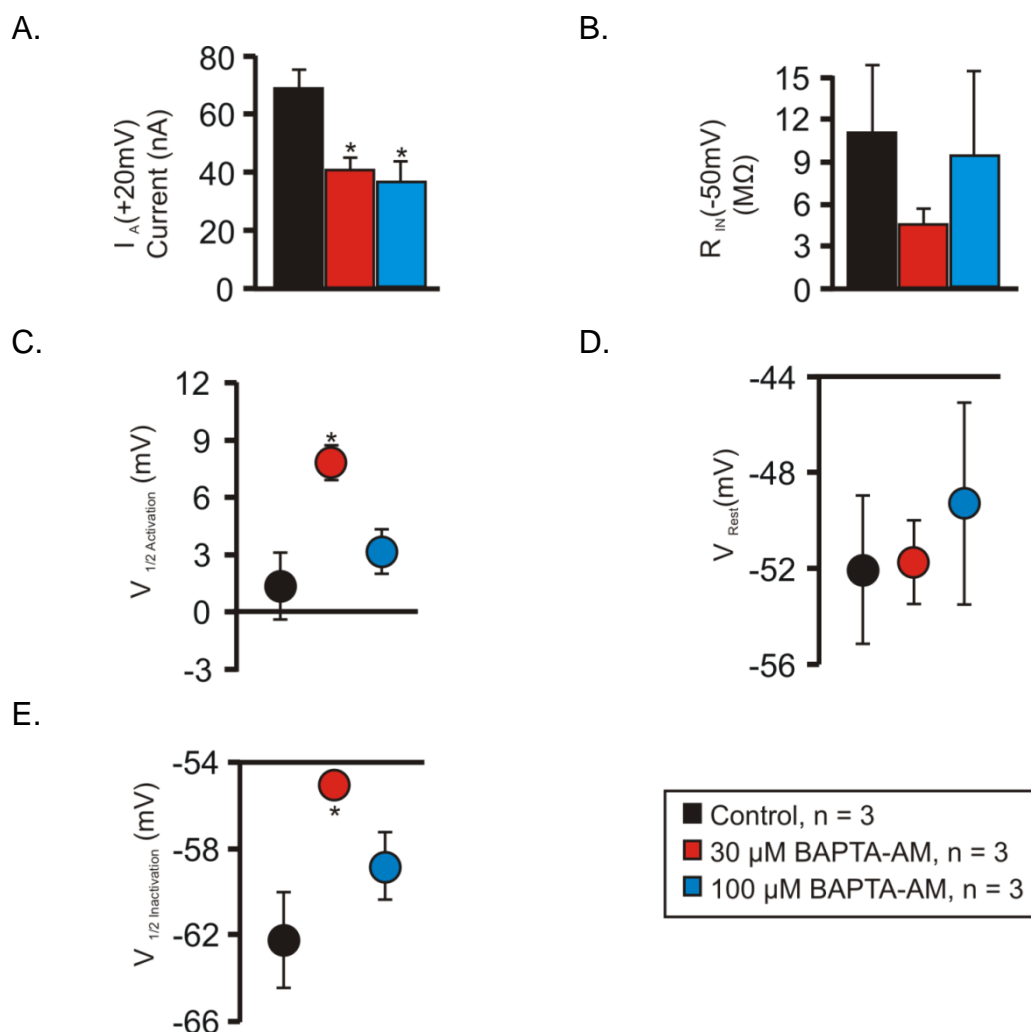 A.
80
60
40
20
0
I A(+20mV)
Current (nA)
*
*
B.
15
12
9
6
3
0
R IN(-50mV)
(MΩ)
C.
12
9
6
3
0
-3
V 1/2 Activation (mV)
*
D.
-44
-48
-52
-56
V Rest(mV)
E.
-54
-58
-62
-66
V 1/2 Inactivation (mV)
*
Control, n = 3
30 µM BAPTA-AM, n = 3
100 µM BAPTA-AM, n = 3